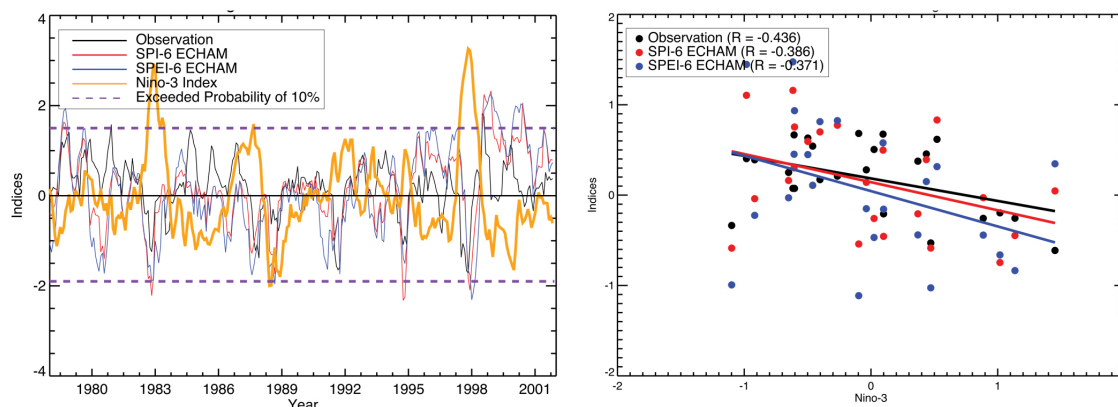 Observation
SPI-6 ECHAM
SPEI-6 ECHAM
Nino-3 Index
Exceeded Probability of 10%
4
2
0
-2
-4
Indices
1980 1983 1986 1989 1992 1995 1998 2001
Year
Observation (R = -0.436)
SPI-6 ECHAM (R = -0.386)
SPEI-6 ECHAM (R = -0.371)
2
1
0
-1
-2
Indices
-2 -1 0 1
Nino-3